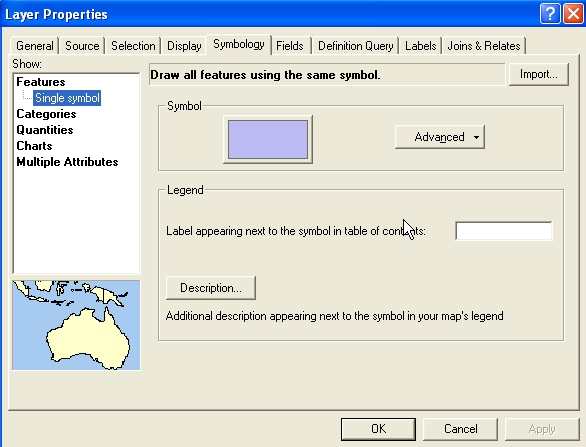 Layer Properties
General Source Selection Display Symbology Fields Definition Query Labels Joins & Relates
Show:
Features
Single symbol
Categories
Quantities
Charts
Multiple Attributes
Draw all features using the same symbol.
Import...
Symbol
Advanced
Legend
Label appearing next to the symbol in table of contents:
Description...
Additional description appearing next to the symbol in your map's legend
OK Cancel Apply